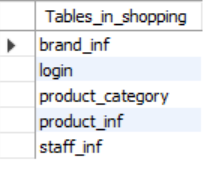 Tables_in_shopping
brand_inf
login
product_category
product_inf
staff_inf